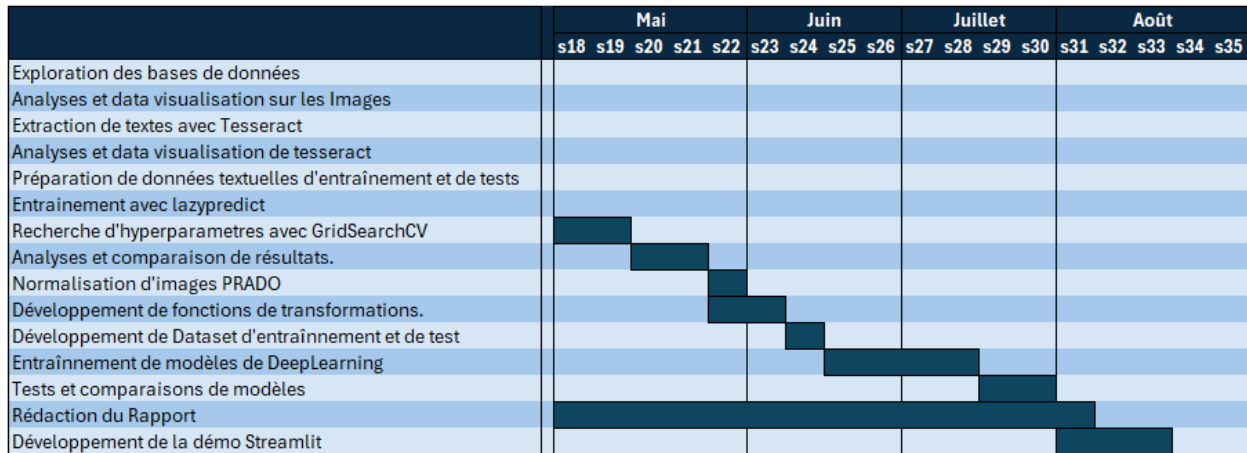 Mai Juin Juillet Août
s18 s19 s20 s21 s22 s23 s24 s25 s26 s27 s28 s29 s30 s31 s32 s33 s34 s35
Exploration des bases de données
Analyses et data visualisation sur les Images
Extraction de textes avec Tesseract
Analyses et data visualisation de tesseract
Préparation de données textuelles d'entraînement et de tests
Entrainement avec lazypredict
Recherche d'hyperparametres avec GridSearchCV
Analyses et comparaison de résultats.
Normalisation d'images PRADO
Développement de fonctions de transformations.
Développement de Dataset d'entraînnement et de test
Entraînnement de modèles de DeepLearning
Tests et comparaisons de modèles
Rédaction du Rapport
Développement de la démo Streamlit